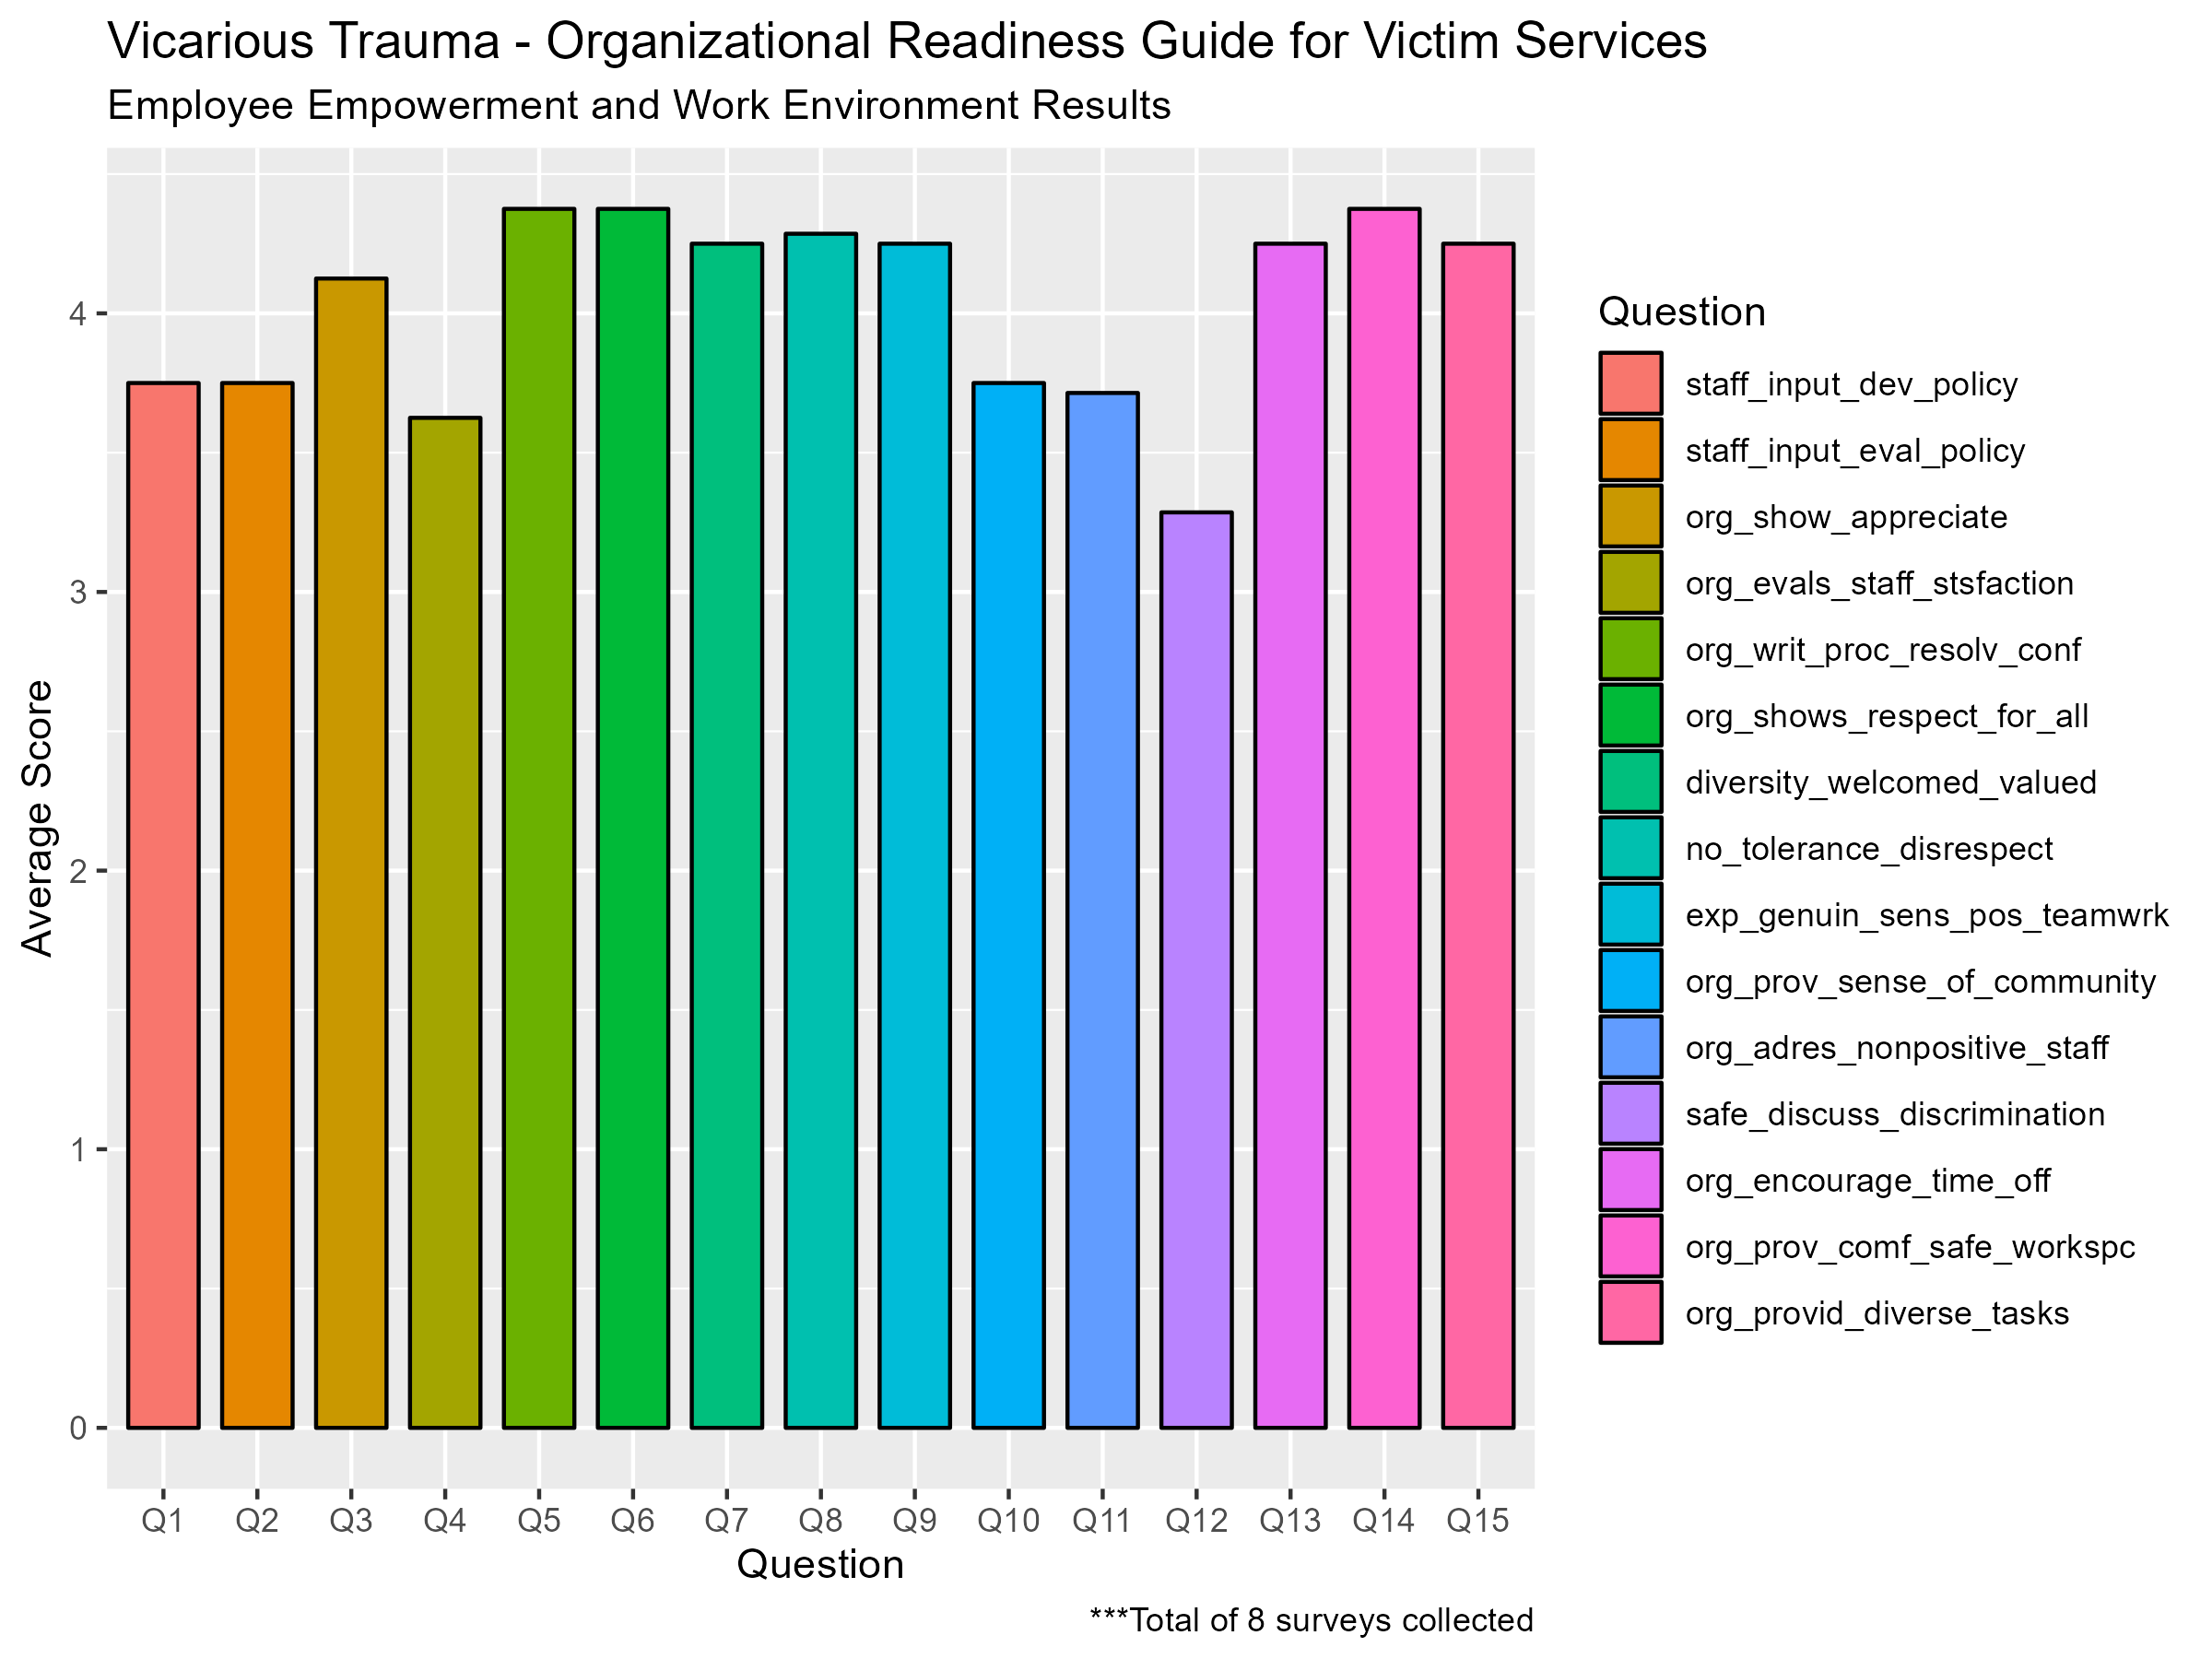 Vicarious Trauma - Organizational Readiness Guide for Victim Services
Employee Empowerment and Work Environment Results
Average Score
4
3
2
1
0
Q1 Q2 Q3 Q4 Q5 Q6 Q7 Q8 Q9 Q10 Q11 Q12 Q13 Q14 Q15
Question
***Total of 8 surveys collected
Question
staff_input_dev_policy
staff_input_eval_policy
org_show_appreciate
org_evals_staff_stsfaction
org_writ_proc_resolv_conf
org_shows_respect_for_all
diversity_welcomed_valued
no_tolerance_disrespect
exp_genuin_sens_pos_teamwrk
org_prov_sense_of_community
org_adres_nonpositive_staff
safe_discuss_discrimination
org_encourage_time_off
org_prov_comf_safe_workspc
org_provid_diverse_tasks